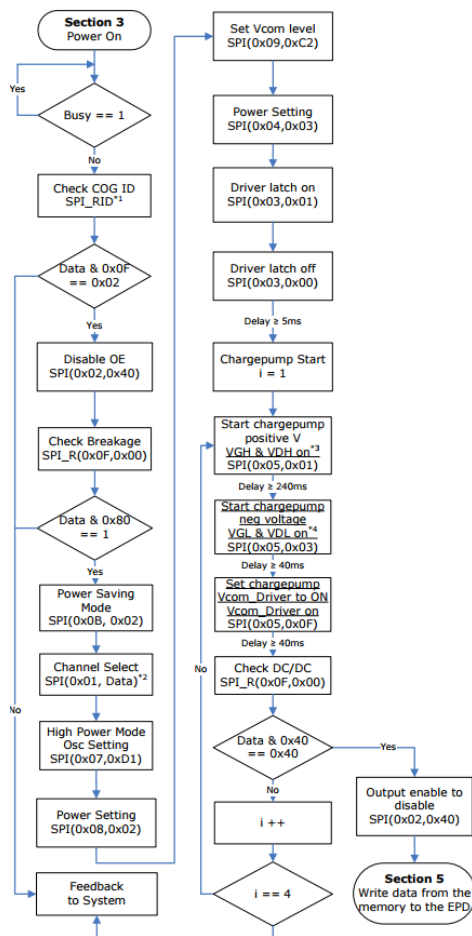 Section 3
Power On
Yes
Busy == 1
No
Check COG ID
SPI_RID*1
Data & 0x0F
== 0x02
Yes
Disable OE
SPI(0x02,0x40)
Check Breakage
SPI_R(0x0F,0x00)
Data & 0x80
== 1
Yes
Power Saving
Mode
SPI(0x0B, 0x02)
Channel Select
SPI(0x01, Data)*2
No
High Power Mode
Osc Setting
SPI(0x07,0xD1)
Power Setting
SPI(0x08,0x02)
Feedback
to System
Set Vcom level
SPI(0x09,0xC2)
Power Setting
SPI(0x04,0x03)
Driver latch on
SPI(0x03,0x01)
Driver latch off
SPI(0x03,0x00)
Delay ≥ 5ms
Chargepump Start
i = 1
Start chargepump
positive V
VGH & VDH on*3
SPI(0x05,0x01)
Delay ≥ 240ms
Start chargepump
neg voltage
VGL & VDL on*4
SPI(0x05,0x03)
Delay ≥ 40ms
Set chargepump
Vcom_Driver to ON
Vcom_Driver on
SPI(0x05,0x0F)
Delay ≥ 40ms
No
Check DC/DC
SPI_R(0x0F,0x00)
Data & 0x40
== 0x40
Yes
No
Output enable to
disable
SPI(0x02,0x40)
i ++
i == 4
Section 5
Write data from the
memory to the EPD